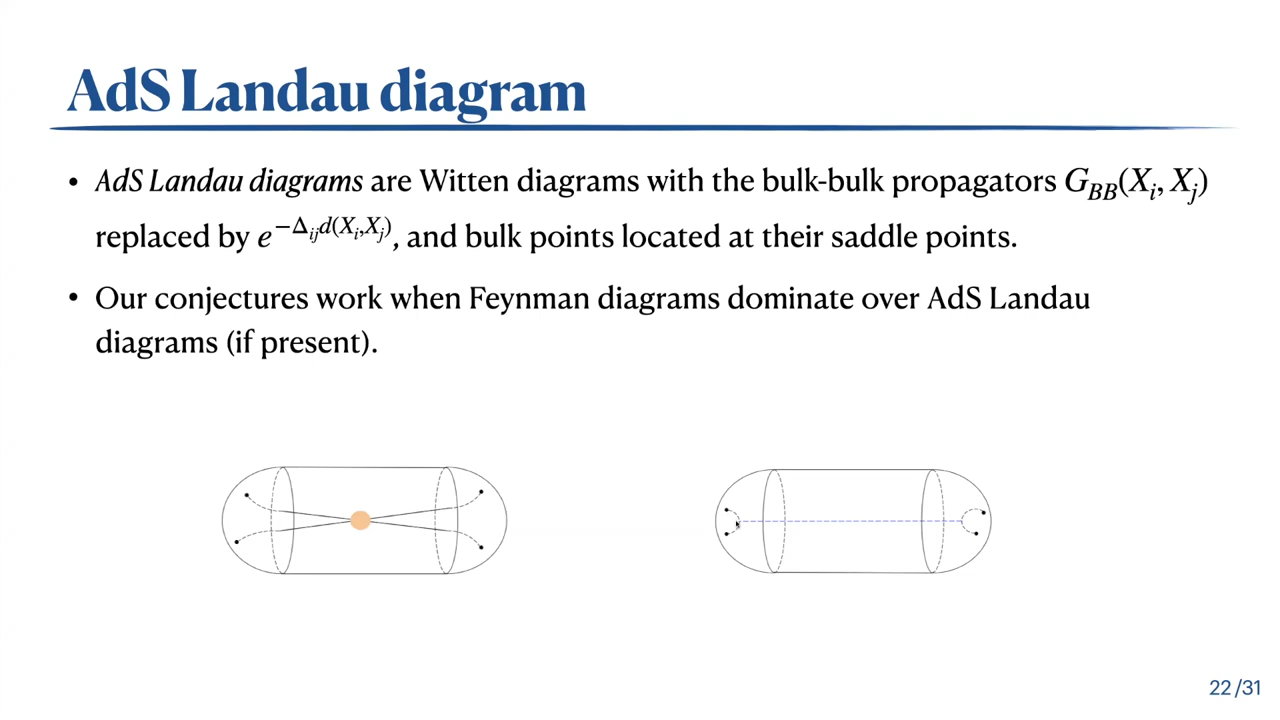 AdS Landau diagram
• AdS Landau diagrams are Witten diagrams with the bulk-bulk propagators $G_{BB}(X_i, X_j)$
replaced by $e^{-\Delta_{ij}d(X_i,X_j)}$, and bulk points located at their saddle points.
• Our conjectures work when Feynman diagrams dominate over AdS Landau
diagrams (if present).
22/31